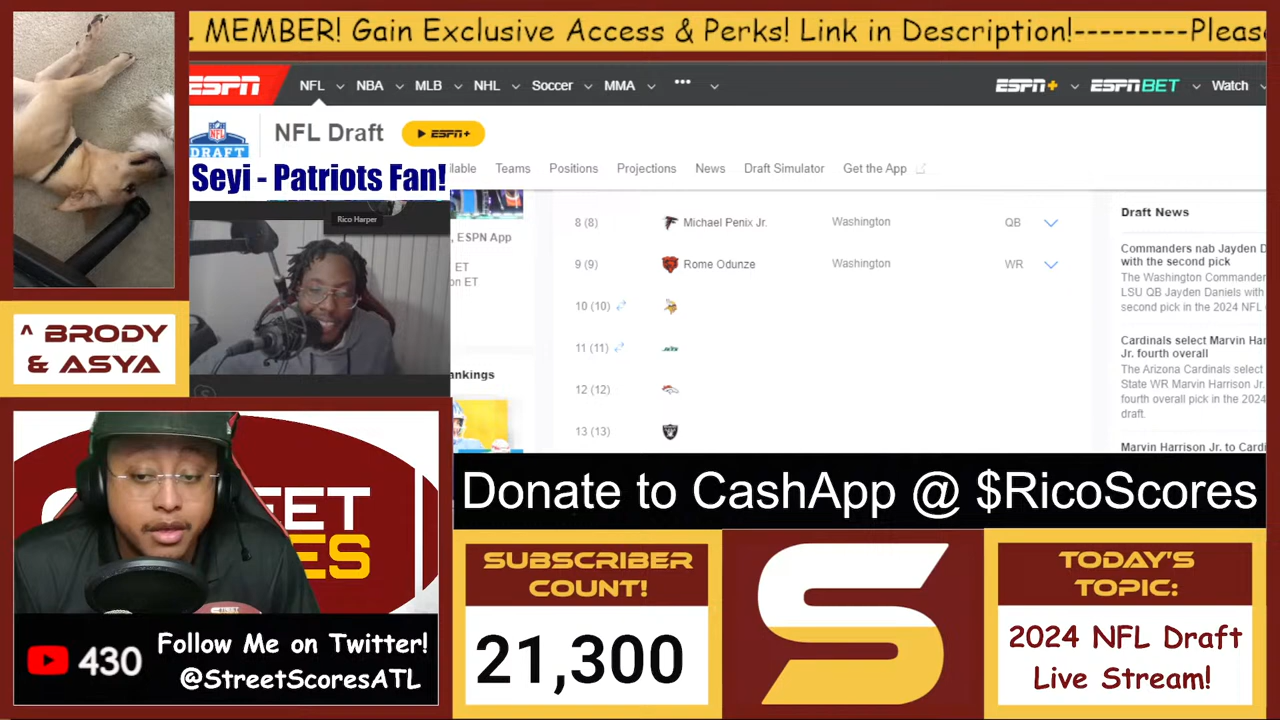 MEMBER! Gain Exclusive Access & Perks! Link in Description!---------Pleas
ESPN NFL NBA MLB NHL Soccer MMA ••• ESPN+ ESPN BET Watch
NFL
DRAFT
NFL Draft
ESPN+
ilable Teams Positions Projections News Draft Simulator Get the App
Seyi - Patriots Fan!
Rico Harper
, ESPN App
ET
on ET
ankings
8 (8) Michael Penix Jr. Washington QB
9 (9) Rome Odunze Washington WR
10 (10)
11 (11)
12 (12)
13 (13)
Draft News
Commanders nab Jayden D
with the second pick
The Washington Commander
LSU QB Jayden Daniels with
second pick in the 2024 NFL
Cardinals select Marvin Har
Jr. fourth overall
The Arizona Cardinals select
State WR Marvin Harrison Jr.
fourth overall pick in the 2024
draft.
Marvin Harrison Jr. to Cardi
^ BRODY
& ASYA
EET
ES
430
Follow Me on Twitter!
@StreetScoresATL
Donate to CashApp @ $RicoScores
SUBSCRIBER
COUNT!
21,300
S
TODAY'S
TOPIC:
2024 NFL Draft
Live Stream!